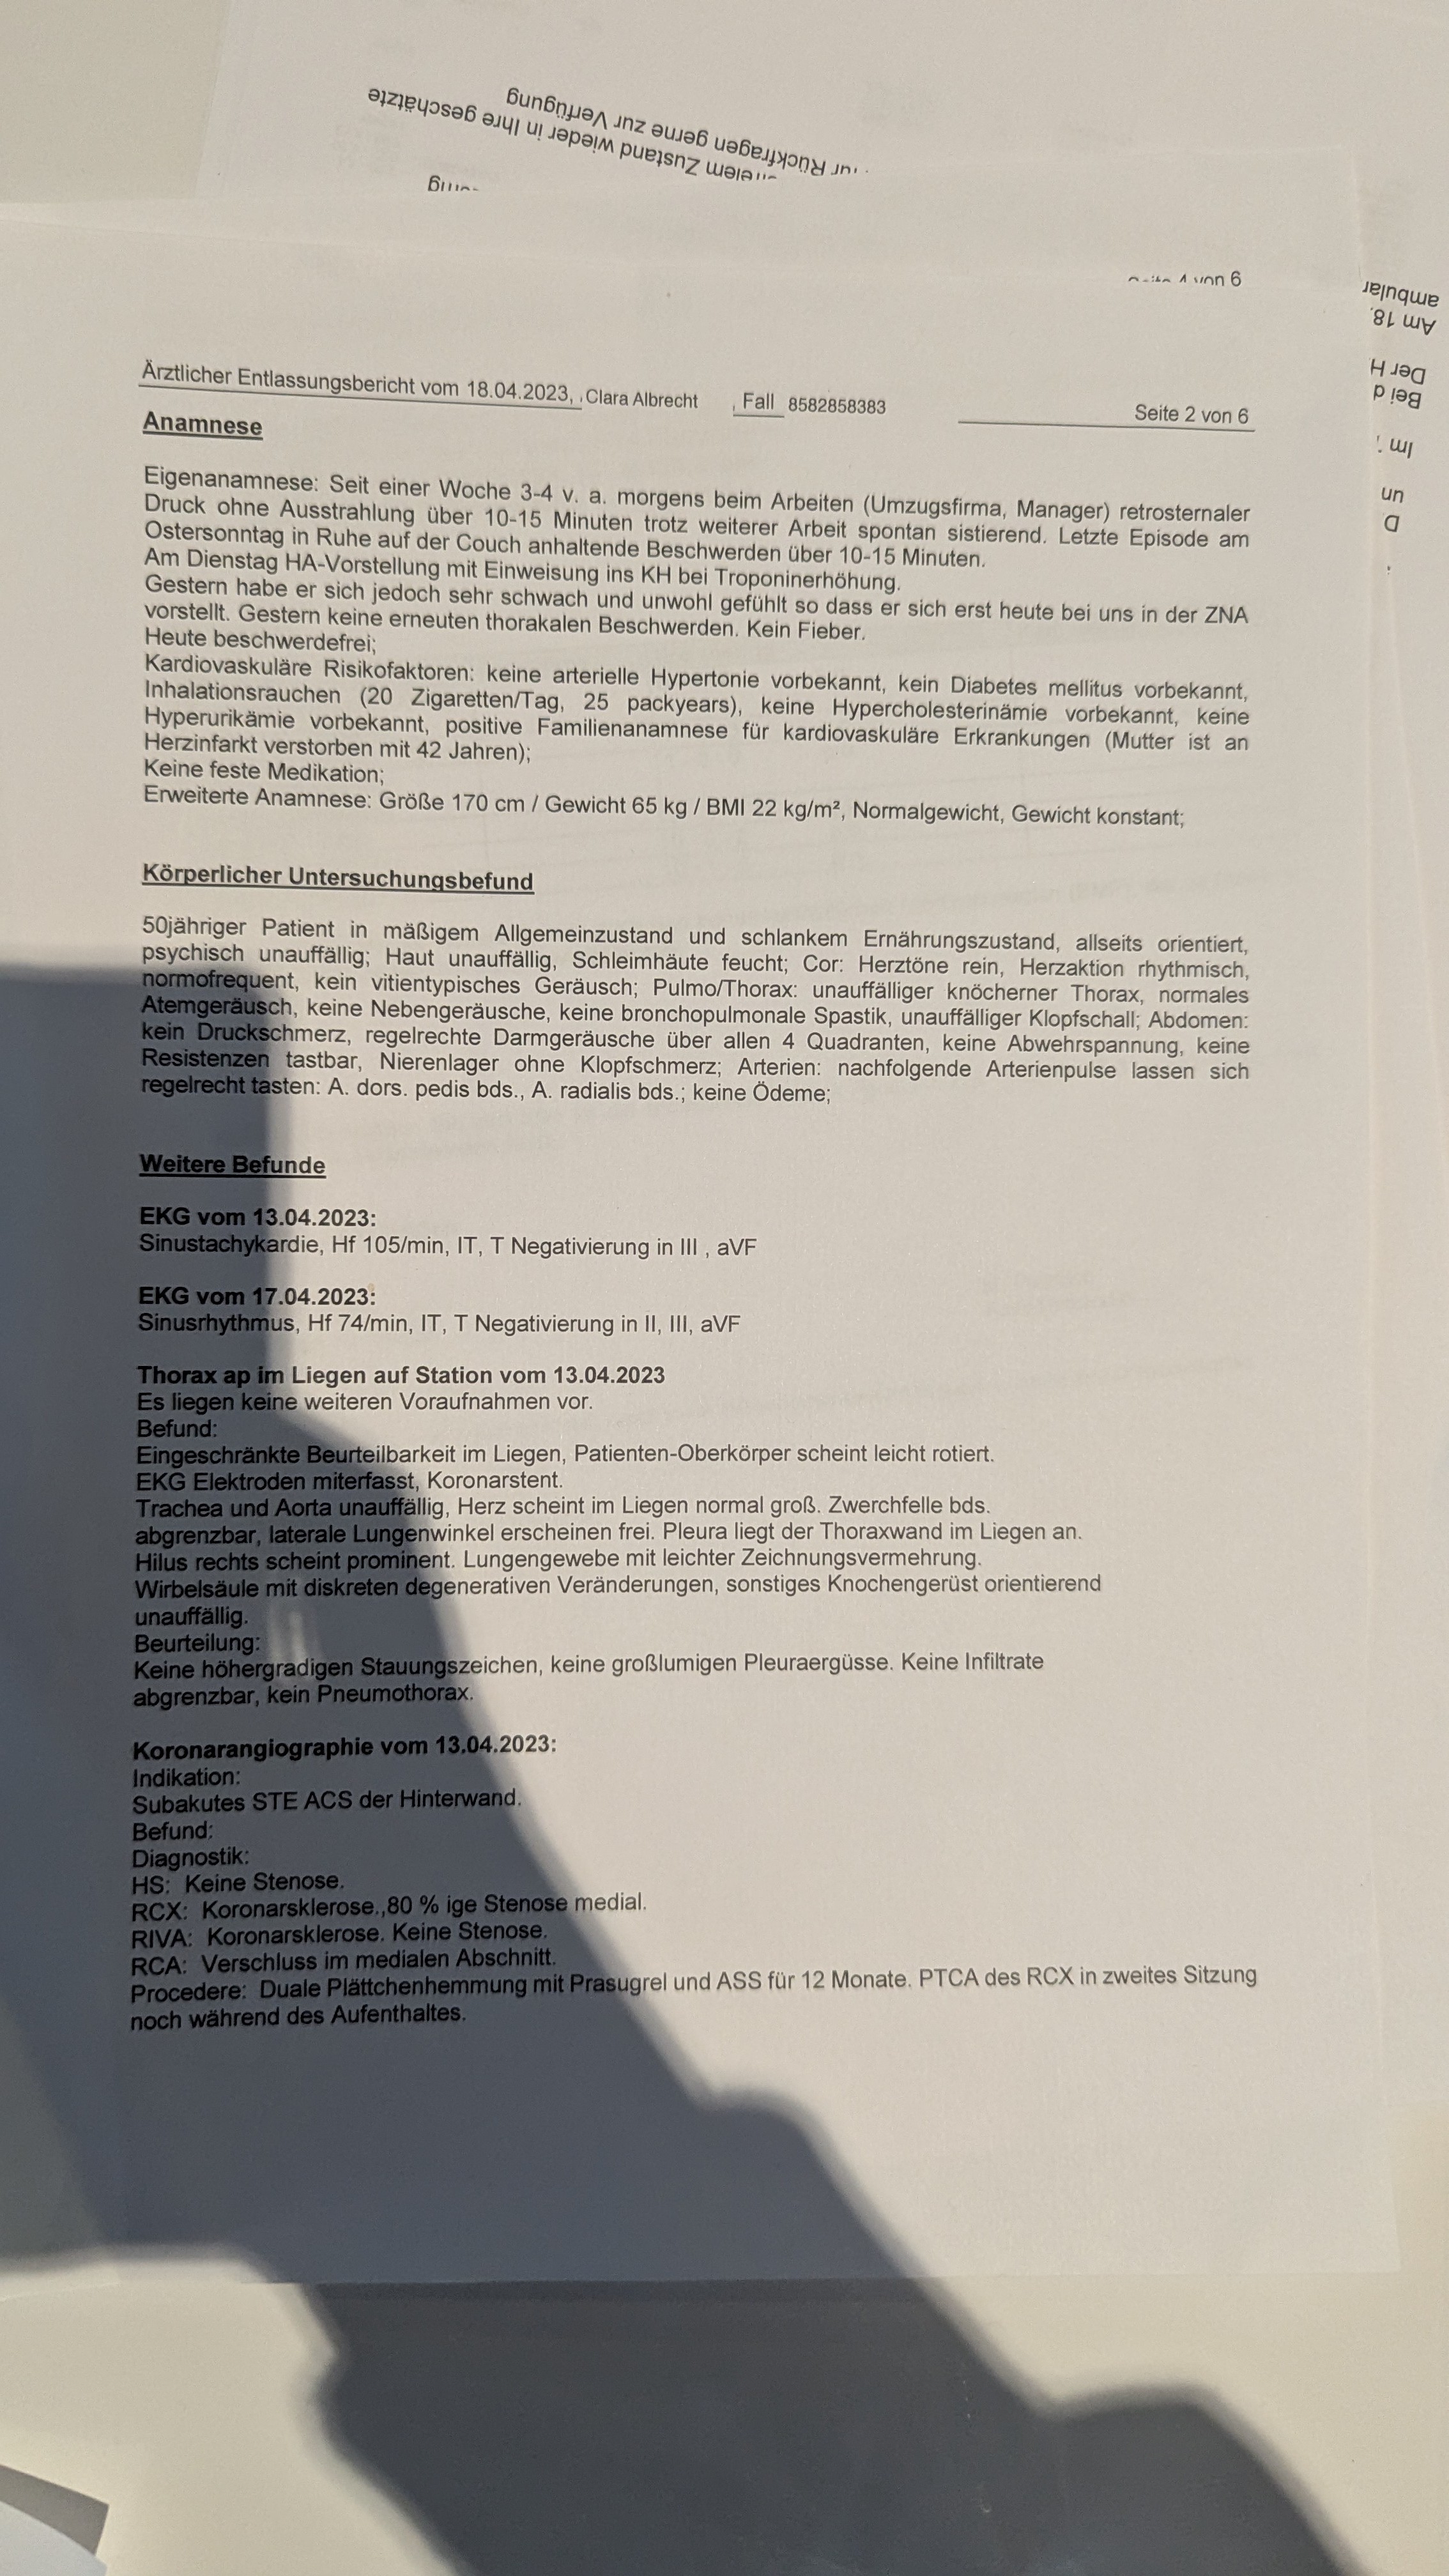 Rückfragen gerne zur Verfügung
Zustand wieder in Ihre geschätzte
von 6
ambular
Am 18.
Der H
Bei d
Im
un
D
Ärztlicher Entlassungsbericht vom 18.04.2023, , Clara Albrecht , Fall 8582858383 Seite 2 von 6
Anamnese
Eigenanamnese: Seit einer Woche 3-4 v. a. morgens beim Arbeiten (Umzugsfirma, Manager) retrosternaler
Druck ohne Ausstrahlung über 10-15 Minuten trotz weiterer Arbeit spontan sistierend. Letzte Episode am
Ostersonntag in Ruhe auf der Couch anhaltende Beschwerden über 10-15 Minuten.
Am Dienstag HA-Vorstellung mit Einweisung ins KH bei Troponinerhöhung.
Gestern habe er sich jedoch sehr schwach und unwohl gefühlt so dass er sich erst heute bei uns in der ZNA
vorstellt. Gestern keine erneuten thorakalen Beschwerden. Kein Fieber.
Heute beschwerdefrei;
Kardiovaskuläre Risikofaktoren: keine arterielle Hypertonie vorbekannt, kein Diabetes mellitus vorbekannt,
Inhalationsrauchen (20 Zigaretten/Tag, 25 packyears), keine Hypercholesterinämie vorbekannt, keine
Hyperurikämie vorbekannt, positive Familienanamnese für kardiovaskuläre Erkrankungen (Mutter ist an
Herzinfarkt verstorben mit 42 Jahren);
Keine feste Medikation;
Erweiterte Anamnese: Größe 170 cm / Gewicht 65 kg / BMI 22 kg/m², Normalgewicht, Gewicht konstant;
Körperlicher Untersuchungsbefund
50jähriger Patient in mäßigem Allgemeinzustand und schlankem Ernährungszustand, allseits orientiert,
psychisch unauffällig; Haut unauffällig, Schleimhäute feucht; Cor: Herztöne rein, Herzaktion rhythmisch,
normofrequent, kein vitientypisches Geräusch; Pulmo/Thorax: unauffälliger knöcherner Thorax, normales
Atemgeräusch, keine Nebengeräusche, keine bronchopulmonale Spastik, unauffälliger Klopfschall; Abdomen:
kein Druckschmerz, regelrechte Darmgeräusche über allen 4 Quadranten, keine Abwehrspannung, keine
Resistenzen tastbar, Nierenlager ohne Klopfschmerz; Arterien: nachfolgende Arterienpulse lassen sich
regelrecht tasten: A. dors. pedis bds., A. radialis bds.; keine Ödeme;
Weitere Befunde
EKG vom 13.04.2023:
Sinustachykardie, Hf 105/min, IT, T Negativierung in III , aVF
EKG vom 17.04.2023:
Sinusrhythmus, Hf 74/min, IT, T Negativierung in II, III, aVF
Thorax ap im Liegen auf Station vom 13.04.2023
Es liegen keine weiteren Voraufnahmen vor.
Befund:
Eingeschränkte Beurteilbarkeit im Liegen, Patienten-Oberkörper scheint leicht rotiert.
EKG Elektroden miterfasst, Koronarstent.
Trachea und Aorta unauffällig, Herz scheint im Liegen normal groß. Zwerchfelle bds.
abgrenzbar, laterale Lungenwinkel erscheinen frei. Pleura liegt der Thoraxwand im Liegen an.
Hilus rechts scheint prominent. Lungengewebe mit leichter Zeichnungsvermehrung.
Wirbelsäule mit diskreten degenerativen Veränderungen, sonstiges Knochengerüst orientierend
unauffällig.
Beurteilung:
Keine höhergradigen Stauungszeichen, keine großlumigen Pleuraergüsse. Keine Infiltrate
abgrenzbar, kein Pneumothorax.
Koronarangiographie vom 13.04.2023:
Indikation:
Subakutes STE ACS der Hinterwand.
Befund:
Diagnostik:
HS: Keine Stenose.
RCX: Koronarsklerose.,80 % ige Stenose medial.
RIVA: Koronarsklerose. Keine Stenose.
RCA: Verschluss im medialen Abschnitt.
Procedere: Duale Plättchenhemmung mit Prasugrel und ASS für 12 Monate. PTCA des RCX in zweites Sitzung
noch während des Aufenthaltes.